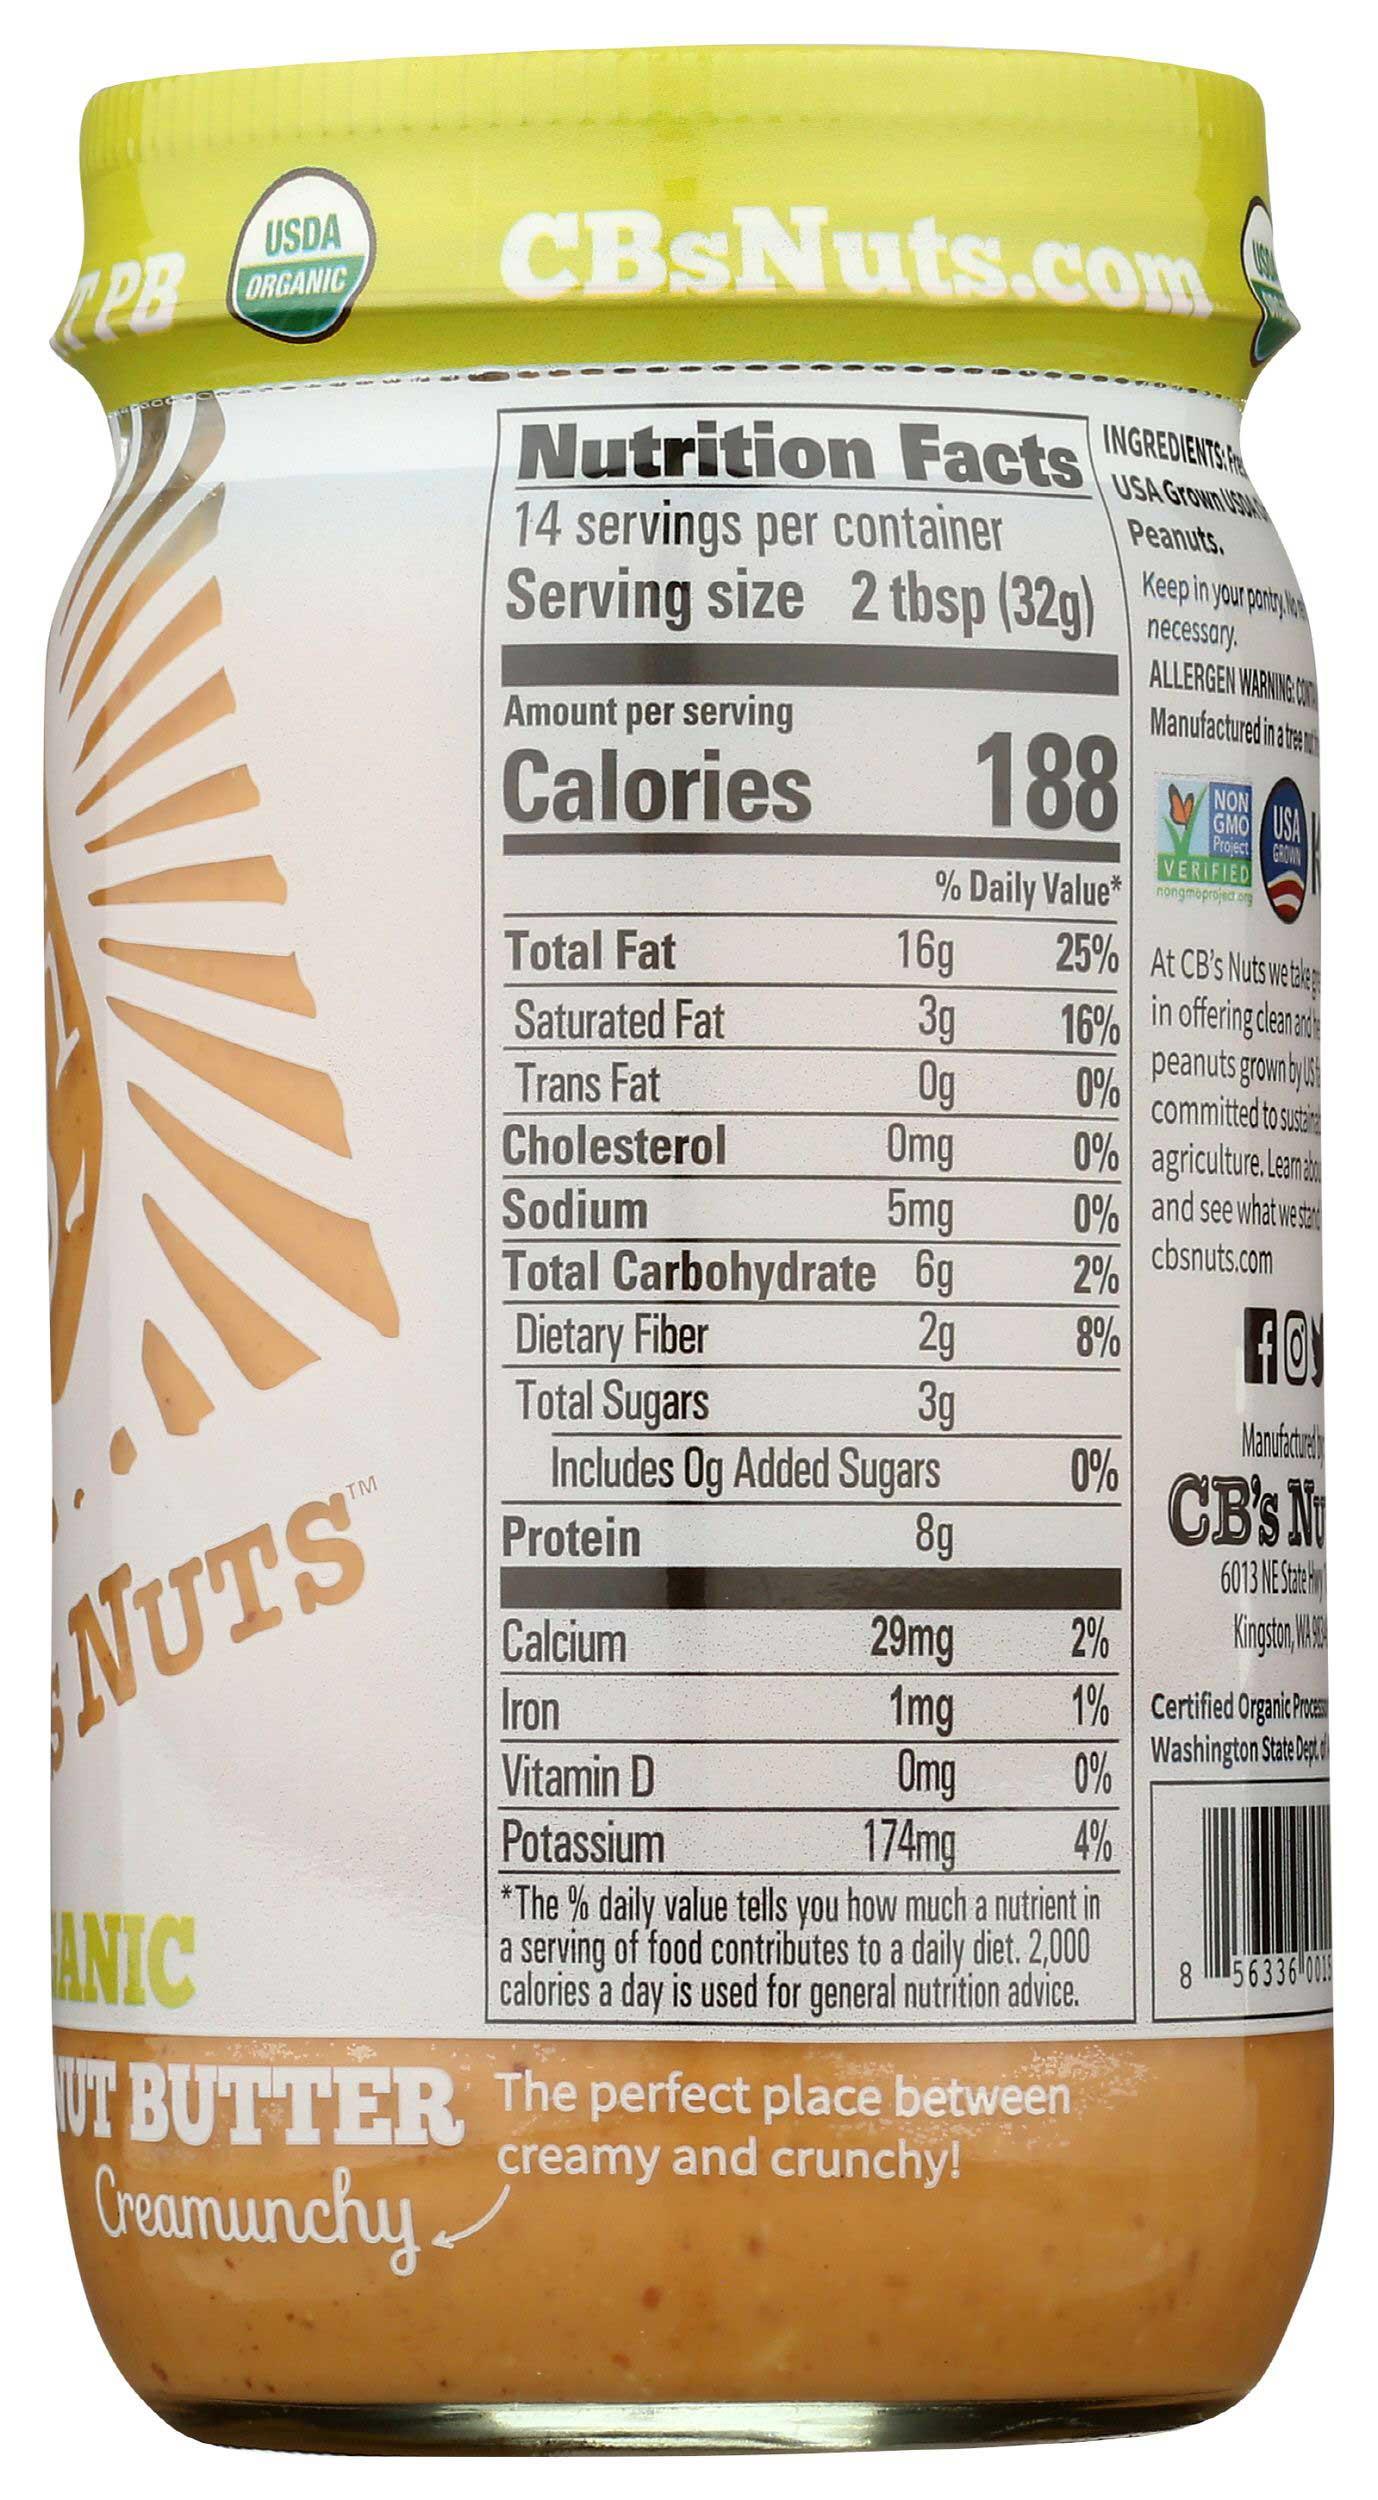 T PB
USDA
ORGANIC
CBsNuts.com
Nutrition Facts
14 servings per container
Serving size 2 tbsp (32g)
Amount per serving
Calories 188
% Daily Value*
Total Fat 16g 25%
Saturated Fat 3g 16%
Trans Fat 0g 0%
Cholesterol 0mg 0%
Sodium 5mg 0%
Total Carbohydrate 6g 2%
Dietary Fiber 2g 8%
Total Sugars 3g
Includes 0g Added Sugars 0%
Protein 8g
Calcium 29mg 2%
Iron 1mg 1%
Vitamin D 0mg 0%
Potassium 174mg 4%
*The % daily value tells you how much a nutrient in
a serving of food contributes to a daily diet. 2,000
calories a day is used for general nutrition advice.
INGREDIENTS:
USA Grown USDA
Peanuts.
Keep in your pantry. No
necessary.
ALLERGEN WARNING:
Manufactured in a tree
NON
GMO
Project
VERIFIED
nongmoproject.org
USA
GROWN
At CB's Nuts we take
in offering clean and
peanuts grown by US
committed to
agriculture. Learn
and see what we
cbsnuts.com
Manufactured
CB's
6013 NE State Hwy
Kingston, WA
Certified Organic
Washington State Dept. of
8 56336
NUTS™
ANIC
NUT BUTTER
Creamunchy
The perfect place between
creamy and crunchy!